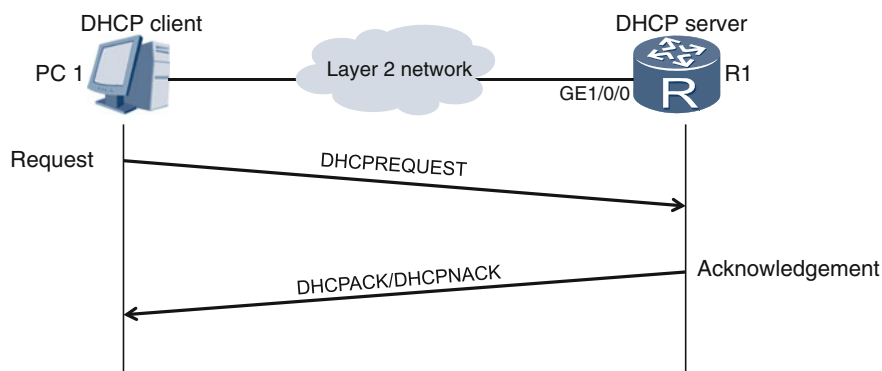 DHCP client
DHCP server
PC 1
Layer 2 network
GE1/0/0
R
R1
Request
DHCPREQUEST
DHCPACK/DHCPNACK
Acknowledgement